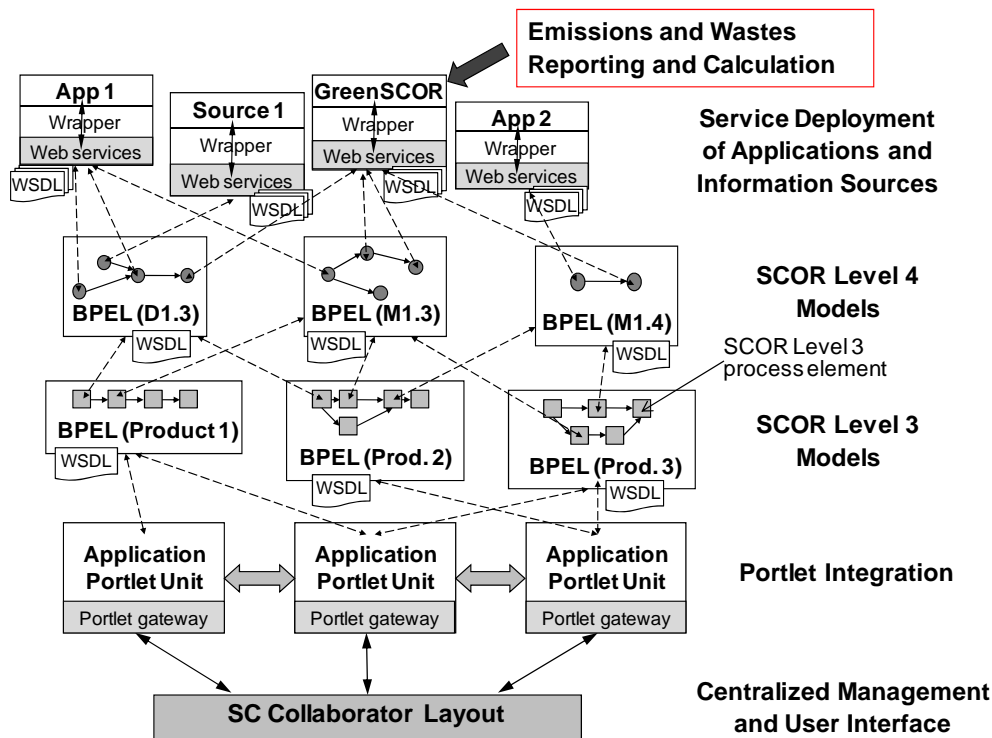 Emissions and Wastes
Reporting and Calculation
App 1
Wrapper
Web services
WSDL
Source 1
Wrapper
Web services
WSDL
GreenSCOR
Wrapper
Web services
WSDL
App 2
Wrapper
Web services
WSDL
Service Deployment
of Applications and
Information Sources
BPEL (D1.3)
WSDL
BPEL (M1.3)
WSDL
BPEL (M1.4)
WSDL
SCOR Level 4
Models
SCOR Level 3
process element
BPEL (Product 1)
WSDL
BPEL (Prod. 2)
WSDL
BPEL (Prod. 3)
WSDL
SCOR Level 3
Models
Application
Portlet Unit
Portlet gateway
Application
Portlet Unit
Portlet gateway
Application
Portlet Unit
Portlet gateway
Portlet Integration
SC Collaborator Layout
Centralized Management
and User Interface